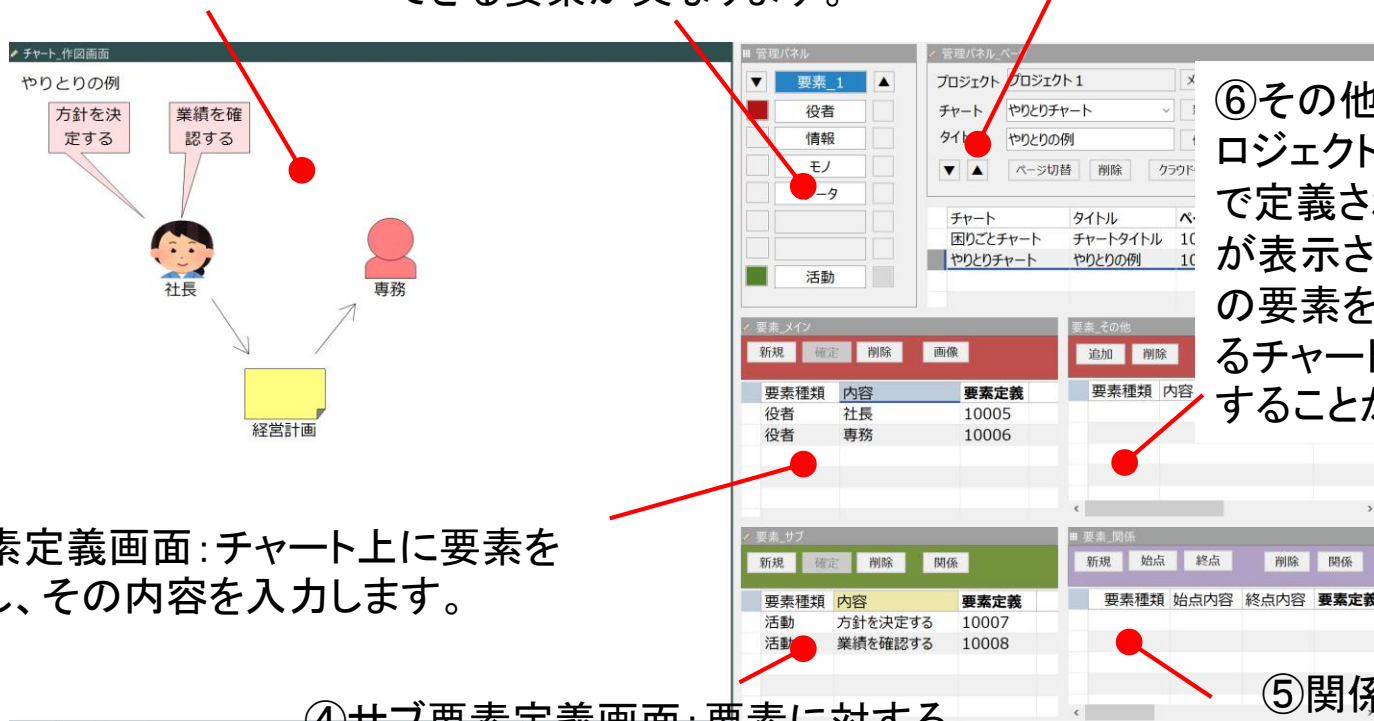 できる要素が異なります。
チャート_作図画面
やりとりの例
方針を決
定する
業績を確
認する
社長
専務
経営計画
管理パネル
▼ 要素_1 ▲
役者
情報
モノ
活動
管理パネル_ペー
プロジェクト プロジェクト1
チャート やりとりチャート
やりとりの例
▼ ▲ ページ切替 削除 クラウド
チャート タイトル
困りごとチャート チャートタイトル 10
やりとりチャート やりとりの例 10
⑥その他
ロジェクト
で定義され
が表示さ
の要素を
るチャート
することか
要素_メイン
新規 確定 削除 画像
要素種類 内容 要素定義
役者 社長 10005
役者 専務 10006
要素_その他
追加 削除
要素種類 内容
素定義画面：チャート上に要素を
し、その内容を入力します。
要素_サブ
新規 確定 削除 関係
要素種類 内容 要素定義
活動 方針を決定する 10007
活動 業績を確認する 10008
要素_関係
新規 始点 終点 削除 関係
要素種類 始点内容 終点内容 要素定義
④サブ要素定義画面：要素に対する
⑤関係